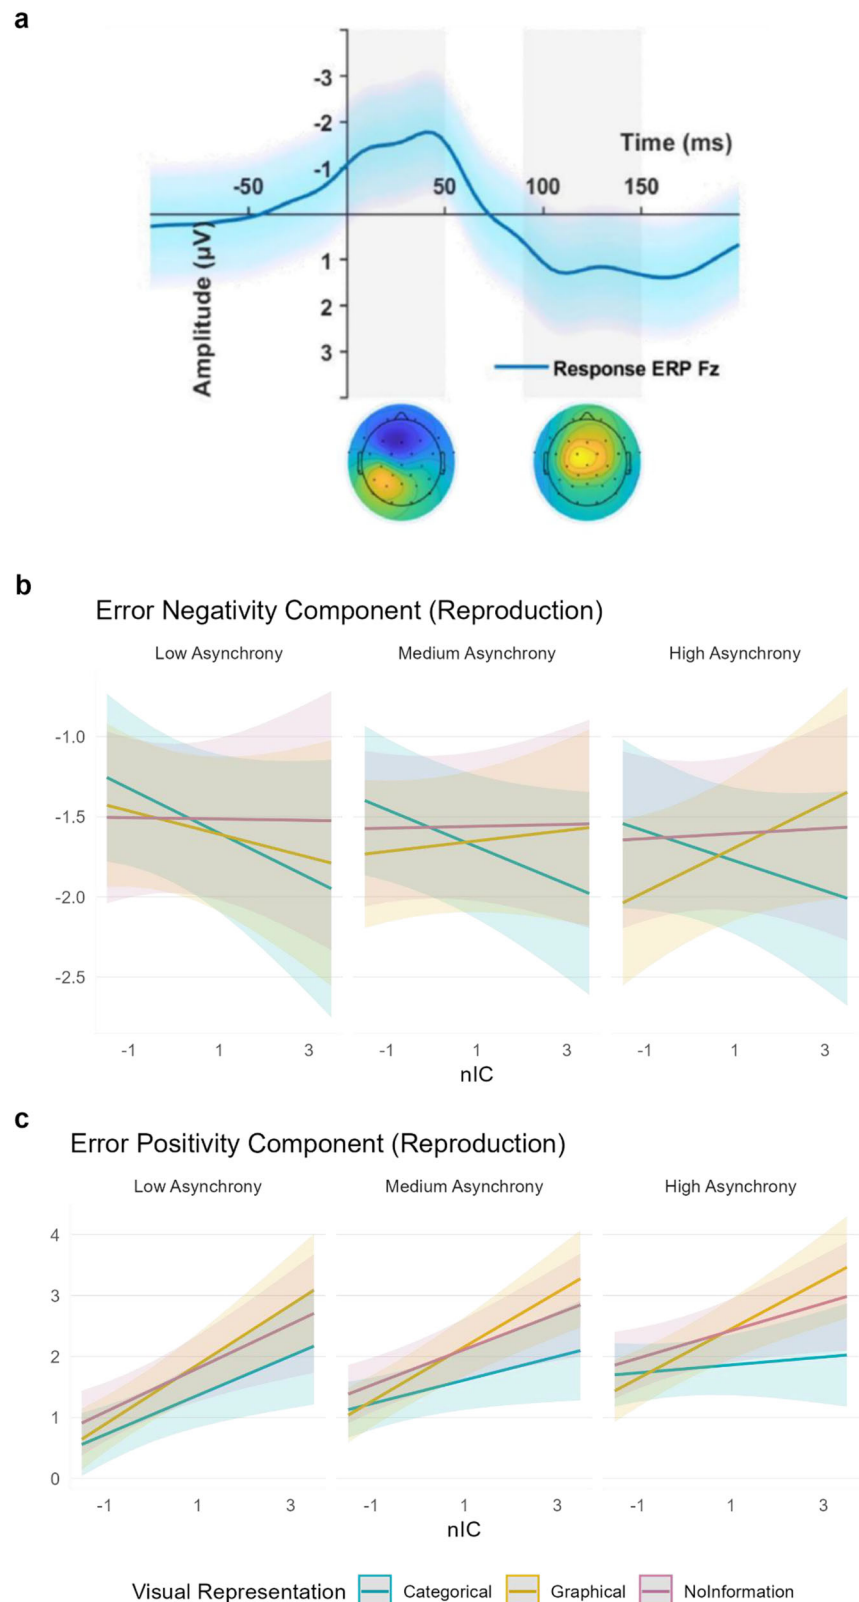 a
-3
-2
Time (ms)
-1
-50 50 100 150
1
2
3
Amplitude (µV)
Response ERP Fz
b
Error Negativity Component (Reproduction)
Low Asynchrony Medium Asynchrony High Asynchrony
-1.0
-1.5
-2.0
-2.5
-1 1 3 -1 1 3 -1 1 3
nIC
c
Error Positivity Component (Reproduction)
Low Asynchrony Medium Asynchrony High Asynchrony
4
3
2
1
0
-1 1 3 -1 1 3 -1 1 3
nIC
Visual Representation Categorical Graphical NoInformation